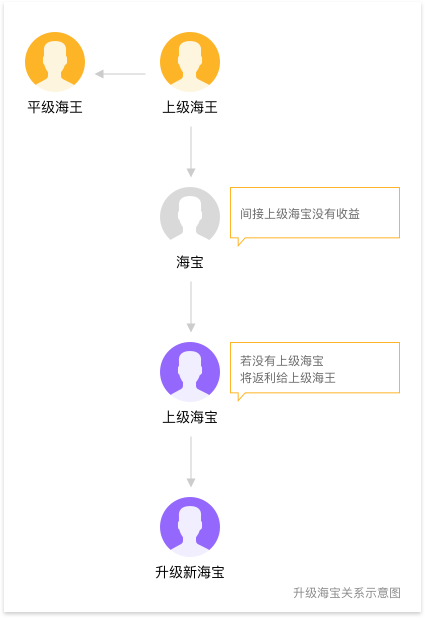 平级海王
上级海王
间接上级海宝没有收益
海宝
若没有上级海宝
将返利给上级海王
上级海宝
升级新海宝
升级海宝关系示意图